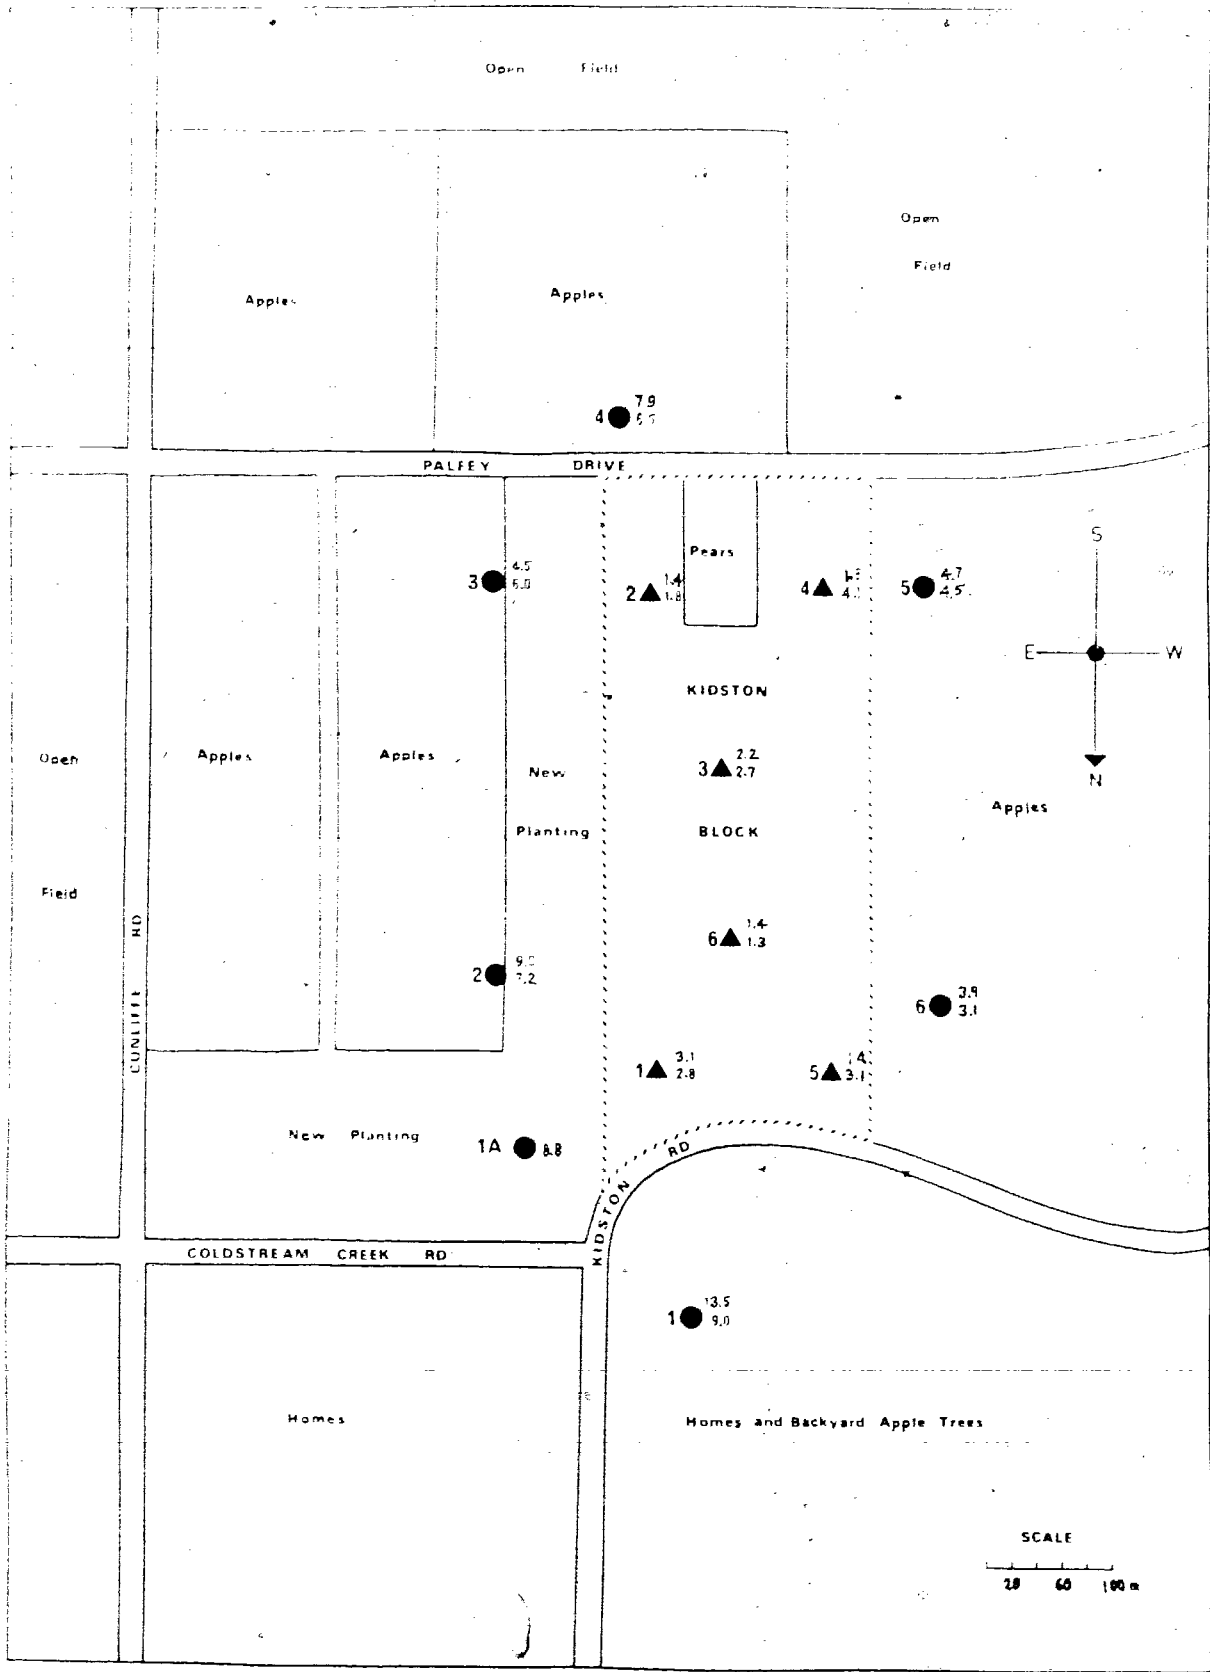 Open Field
Open
Field
Apples
Apples
4 7.9
PALFEY DRIVE
S
Pears
3 4.5
6.0
2 1.4
1.8
4
5 4.7
4.5
E W
KIDSTON
Open
Apples
Apples
New
3 2.2
2.7
N
Apples
Planting
BLOCK
Field
CUNLIFFE RD
6 1.4
1.3
2
7.2
6 3.9
3.1
1 3.1
2.8
5 1.4
3.1
New Planting
1A 8.8
KIDSTON RD
COLDSTREAM CREEK RD
1 13.5
9.0
Homes
Homes and Backyard Apple Trees
SCALE
20 60 100 m